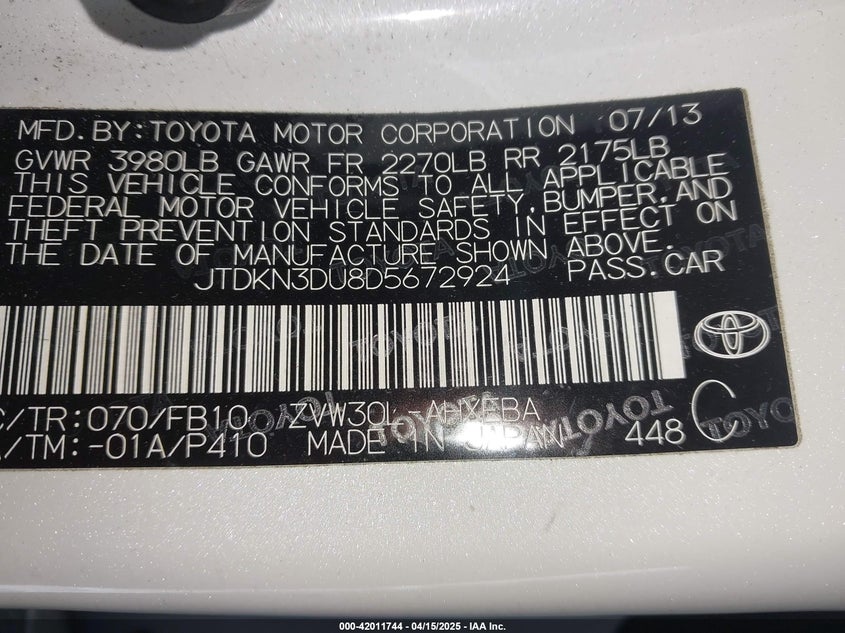 MFD. BY: TOYOTA MOTOR CORPORATION 07/13
GVWR 3980LB GAWR FR 2270LB RR 2175LB
THIS VEHICLE CONFORMS TO ALL APPLICABLE
FEDERAL MOTOR VEHICLE SAFETY, BUMPER, AND
THEFT PREVENTION STANDARDS IN EFFECT ON
THE DATE OF MANUFACTURE SHOWN ABOVE.
JTDKN3DU8D5672924 PASS.CAR
C/TR:070/FB10 ZVW30L-AHXEBA
/TM:-01A/P410 MADE IN JAPAN 448 C
000-42011744 - 04/15/2025 - IAA Inc.